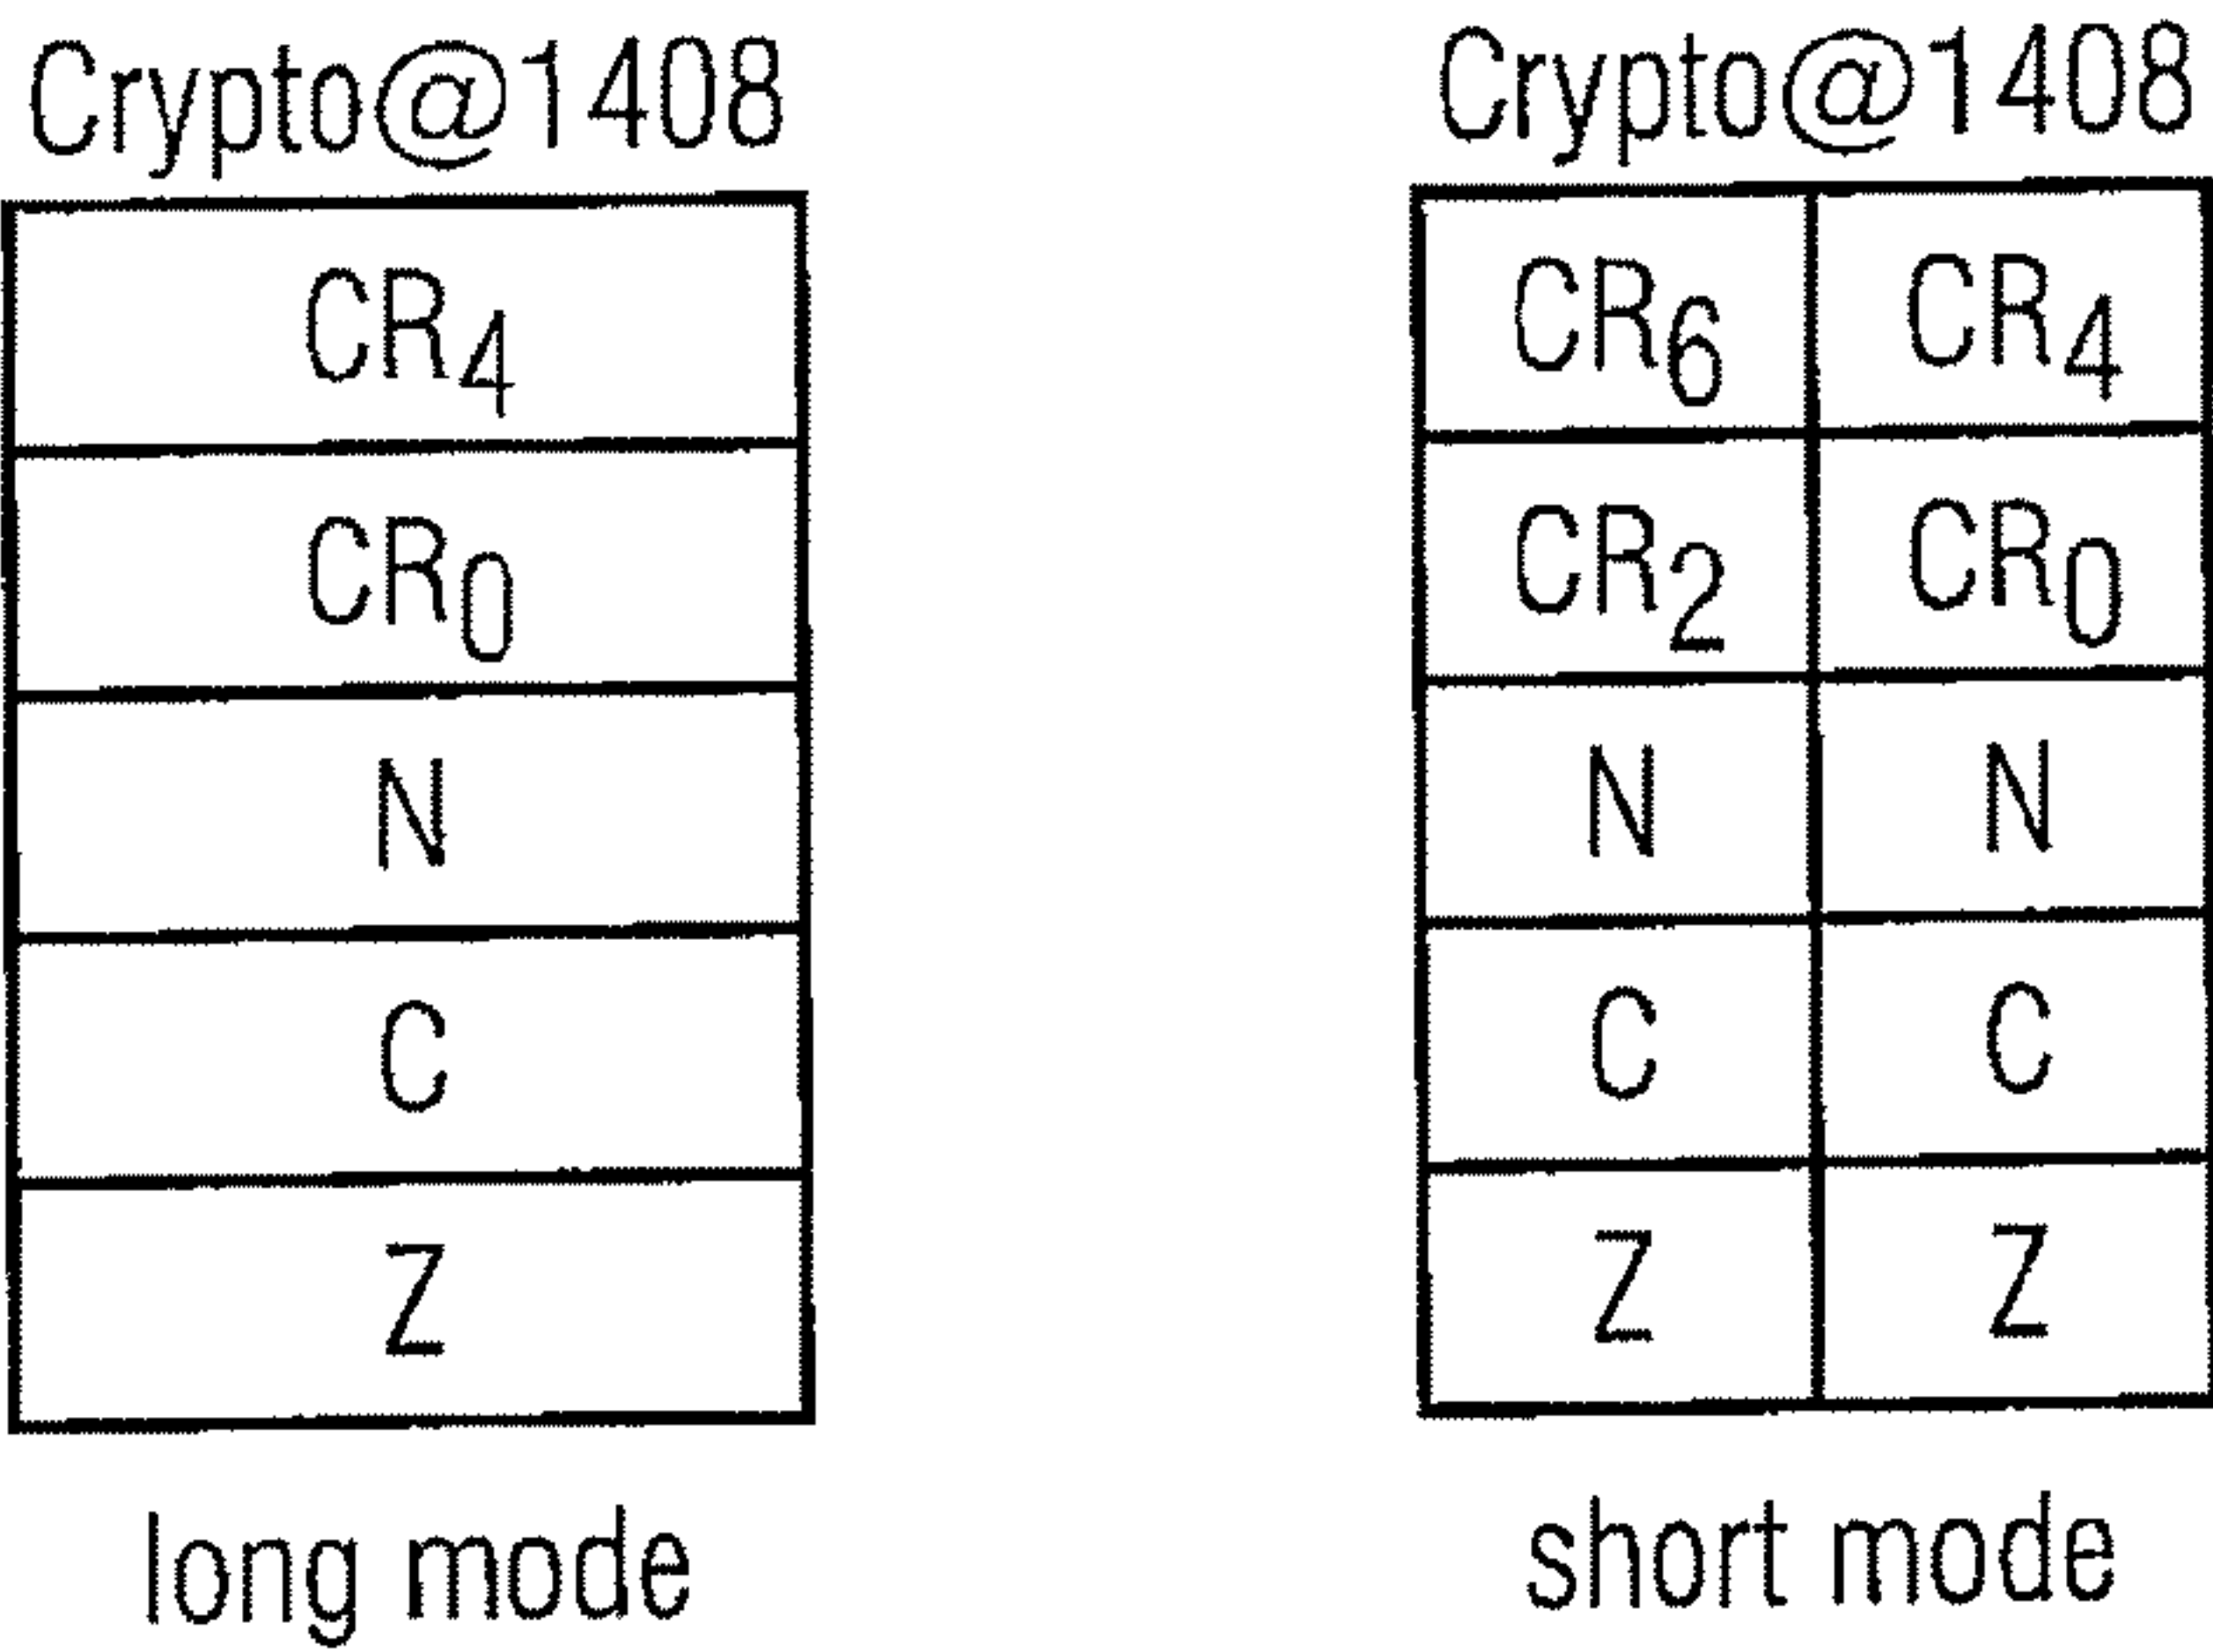 Crypto@1408 Crypto@1408
CR4 CR6 CR4
CR0 CR2 CR0
N N N
C C C
Z Z Z
long mode short mode